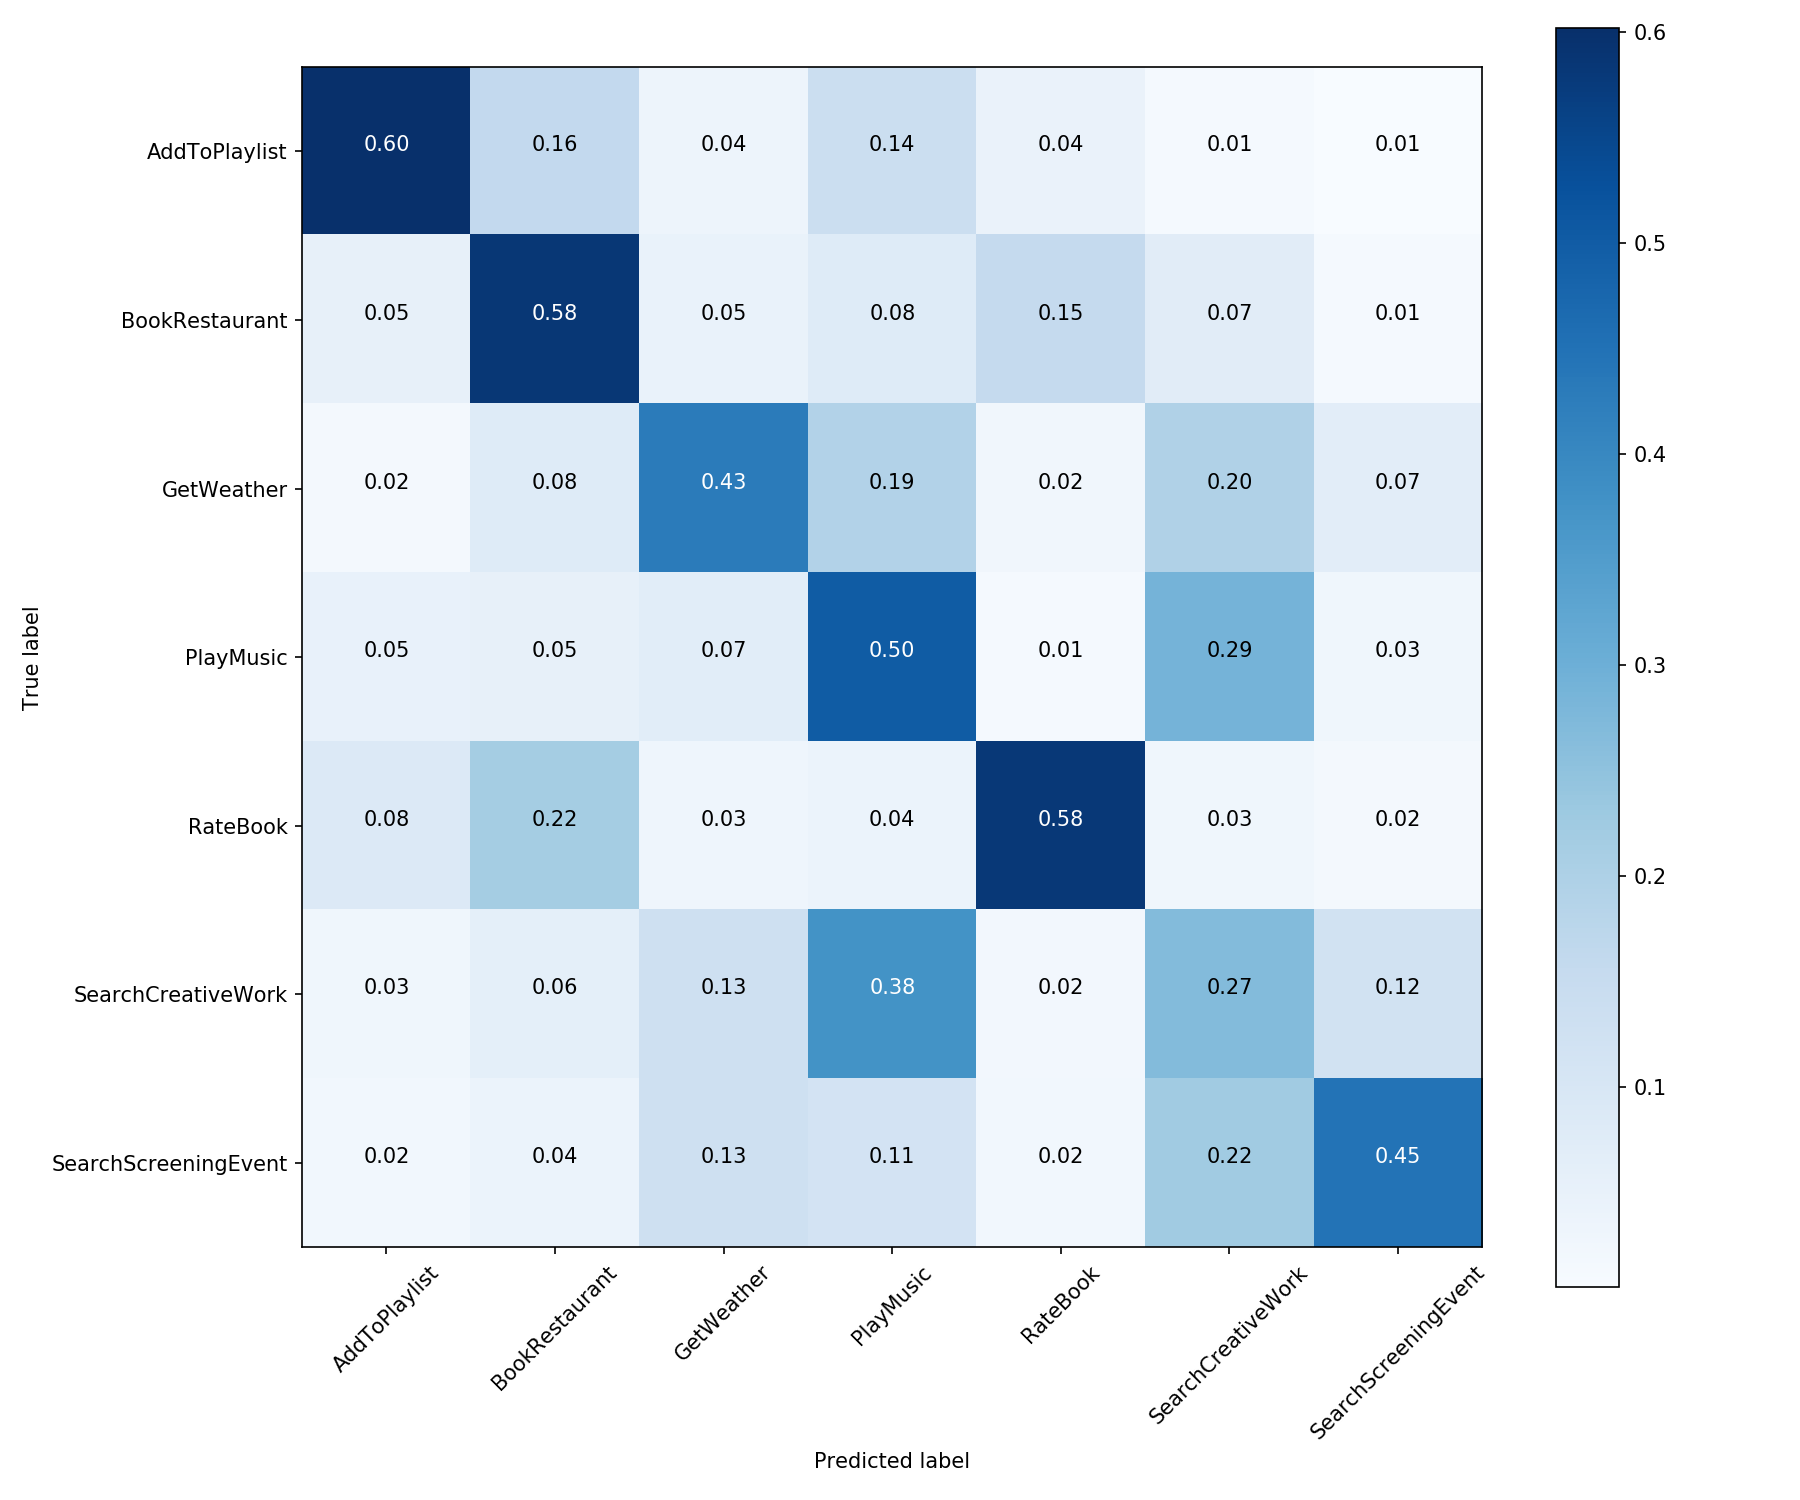 0.6
AddToPlaylist 0.60 0.16 0.04 0.14 0.04 0.01 0.01
0.5
BookRestaurant 0.05 0.58 0.05 0.08 0.15 0.07 0.01
0.4
GetWeather 0.02 0.08 0.43 0.19 0.02 0.20 0.07
True label
PlayMusic 0.05 0.05 0.07 0.50 0.01 0.29 0.03
0.3
RateBook 0.08 0.22 0.03 0.04 0.58 0.03 0.02
0.2
SearchCreativeWork 0.03 0.06 0.13 0.38 0.02 0.27 0.12
0.1
SearchScreeningEvent 0.02 0.04 0.13 0.11 0.02 0.22 0.45
AddToPlaylist
BookRestaurant
GetWeather
PlayMusic
RateBook
SearchCreativeWork
SearchScreeningEvent
Predicted label